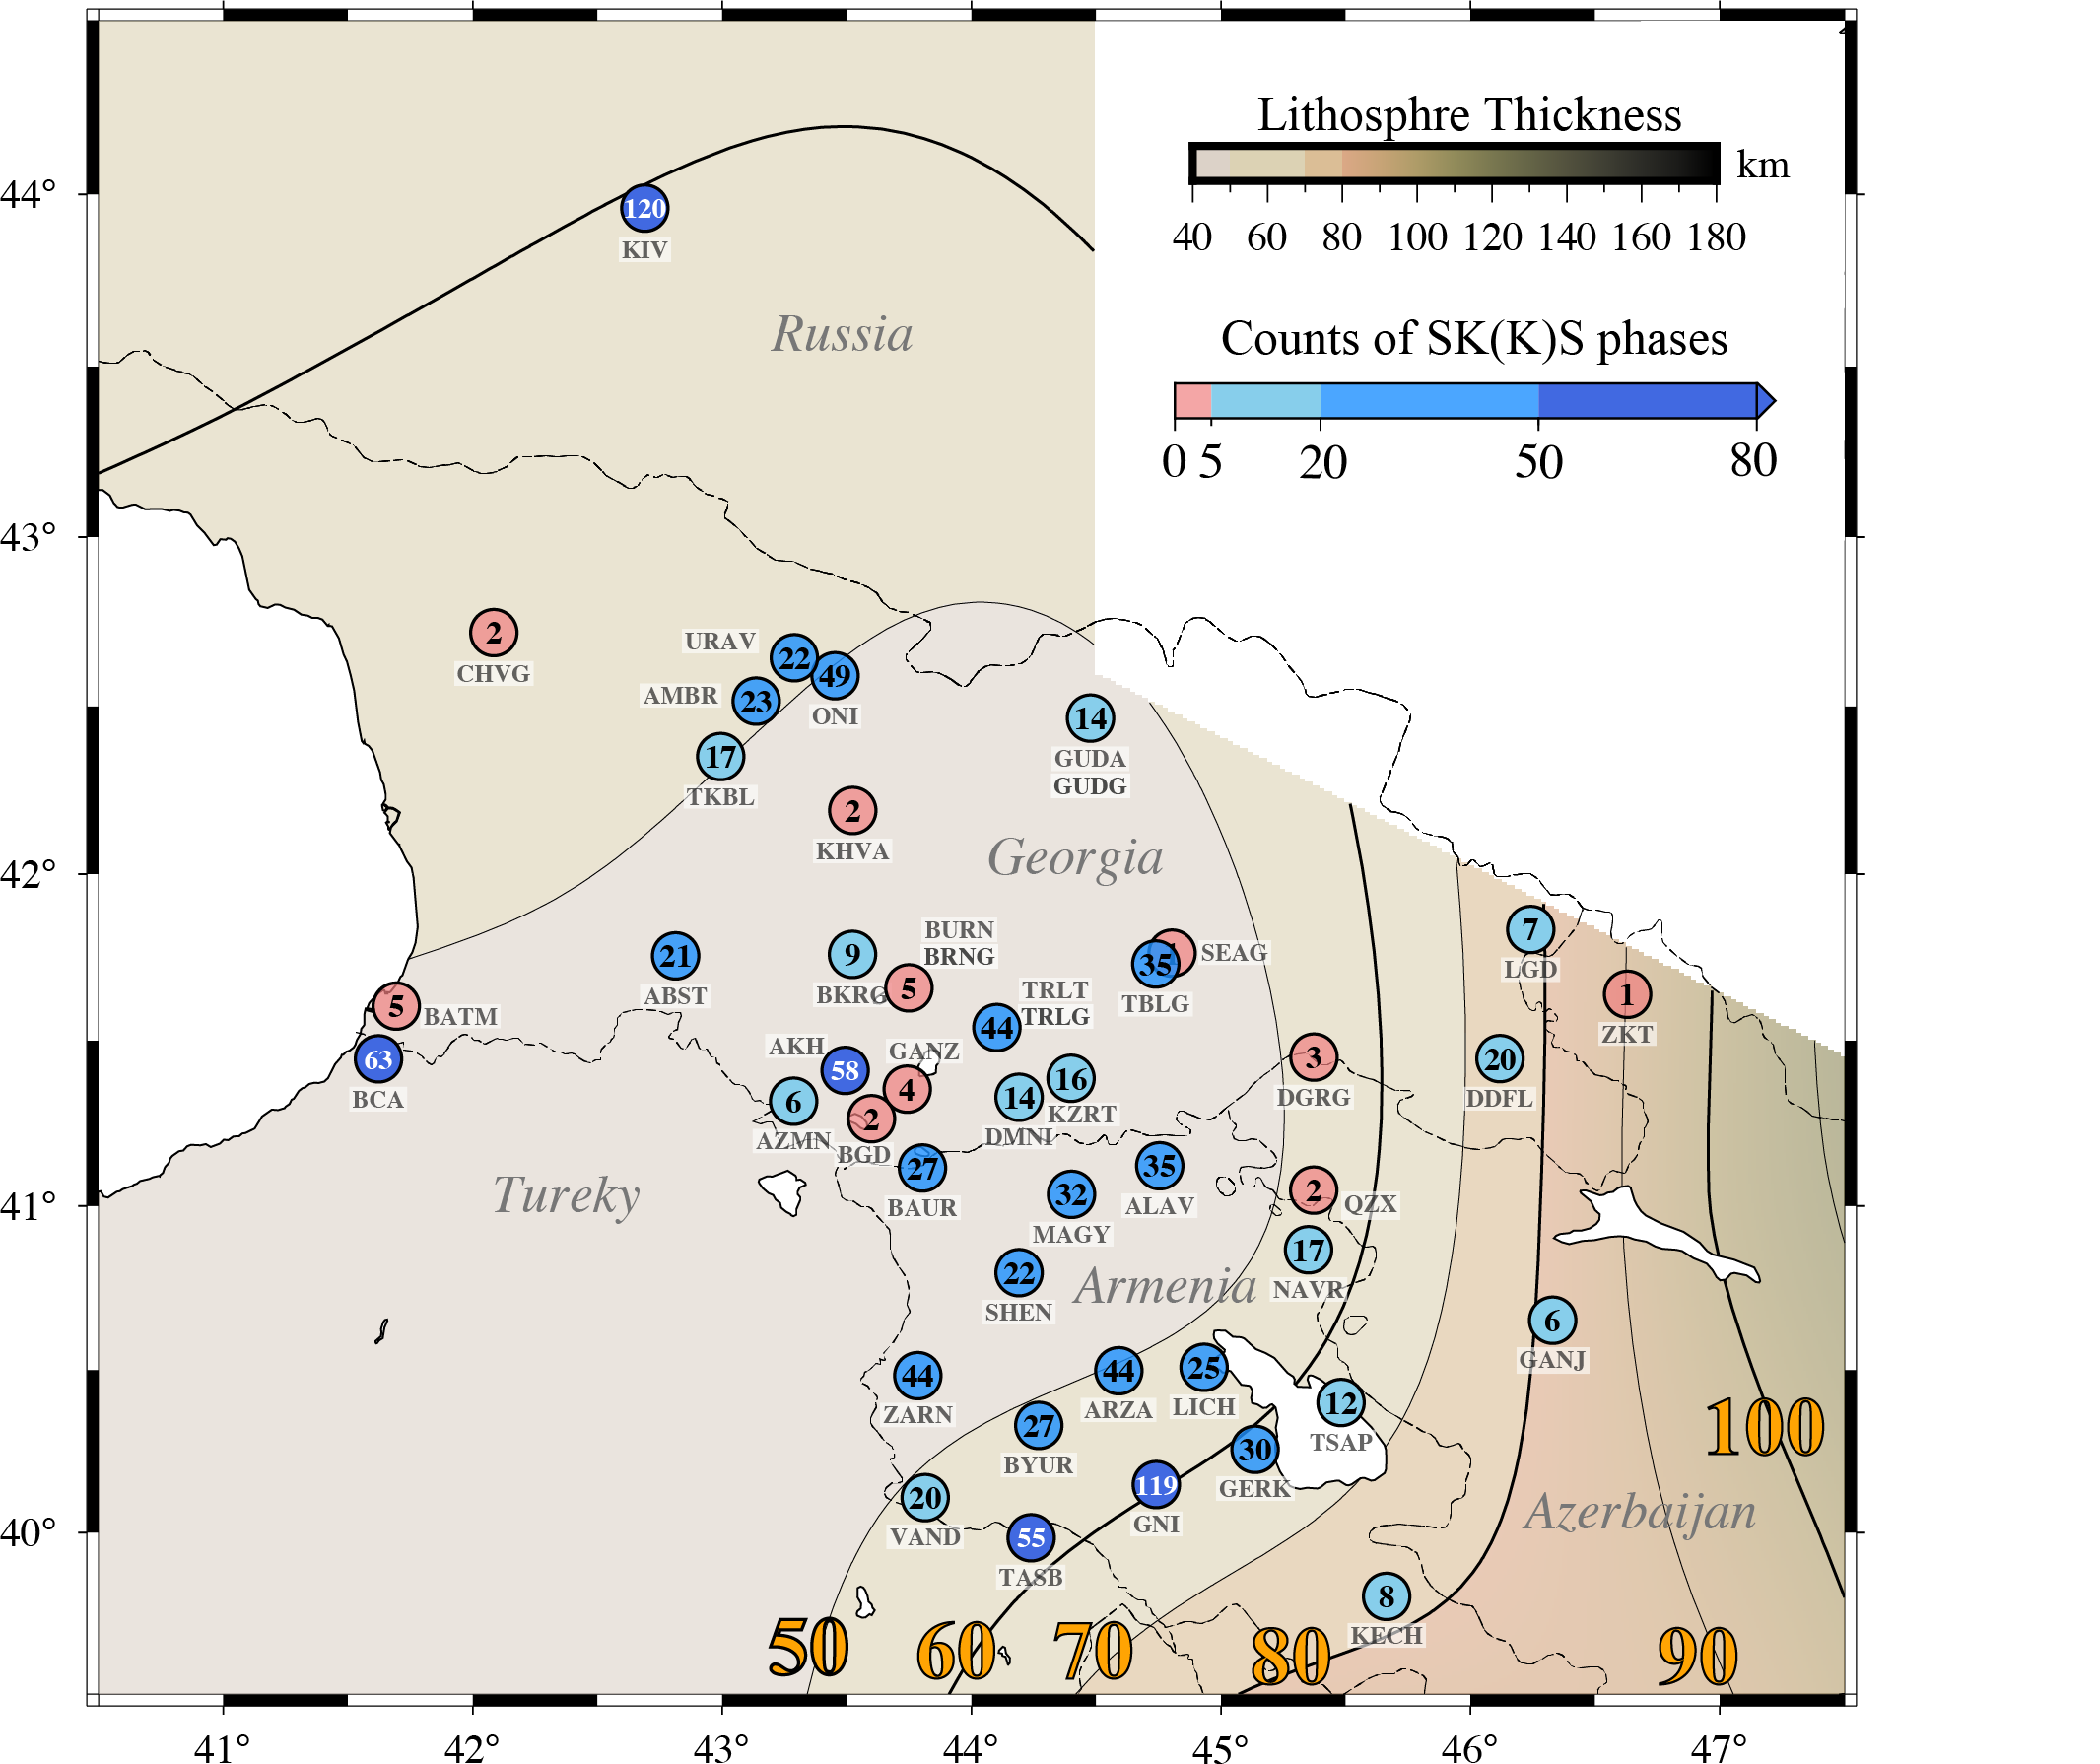 Lithosphre Thickness
km
40 60 80 100 120 140 160 180
Counts of SK(K)S phases
0 5 20 50 80
44°
43°
42°
41°
40°
120
KIV
Russia
2
CHVG
URAV
22
49
ONI
AMBR
23
17
TKBL
14
GUDA
GUDG
2
KHVA
Georgia
BURN
BRNG
21
ABST
9
BKRG
5
35
SEAG
TBLG
7
LGD
1
ZKT
5
BATM
63
BCA
TRLT
TRLG
44
AKH
58
GANZ
4
6
AZMN
2
BGD
14
DMNI
16
KZRT
3
DGRG
20
DDFL
27
BAUR
32
MAGY
35
ALAV
2
QZX
Tureky
17
NAVR
22
SHEN
Armenia
6
GANJ
44
ZARN
44
ARZA
25
LICH
12
TSAP
27
BYUR
30
GERK
100
20
VAND
119
GNI
Azerbaijan
55
TASB
8
KECH
50 60 70 80 90
41° 42° 43° 44° 45° 46° 47°